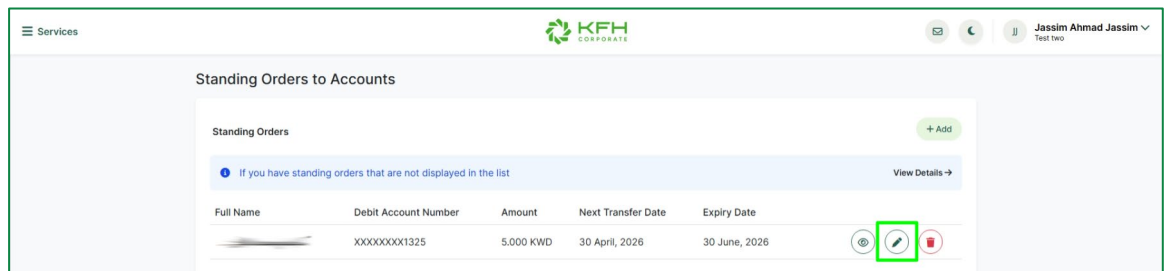 Services
KFH
CORPORATE
JJ
Jassim Ahmad Jassim
Test two
Standing Orders to Accounts
Standing Orders
+ Add
If you have standing orders that are not displayed in the list
View Details →
Full Name Debit Account Number Amount Next Transfer Date Expiry Date
XXXXXXXX1325 5.000 KWD 30 April, 2026 30 June, 2026